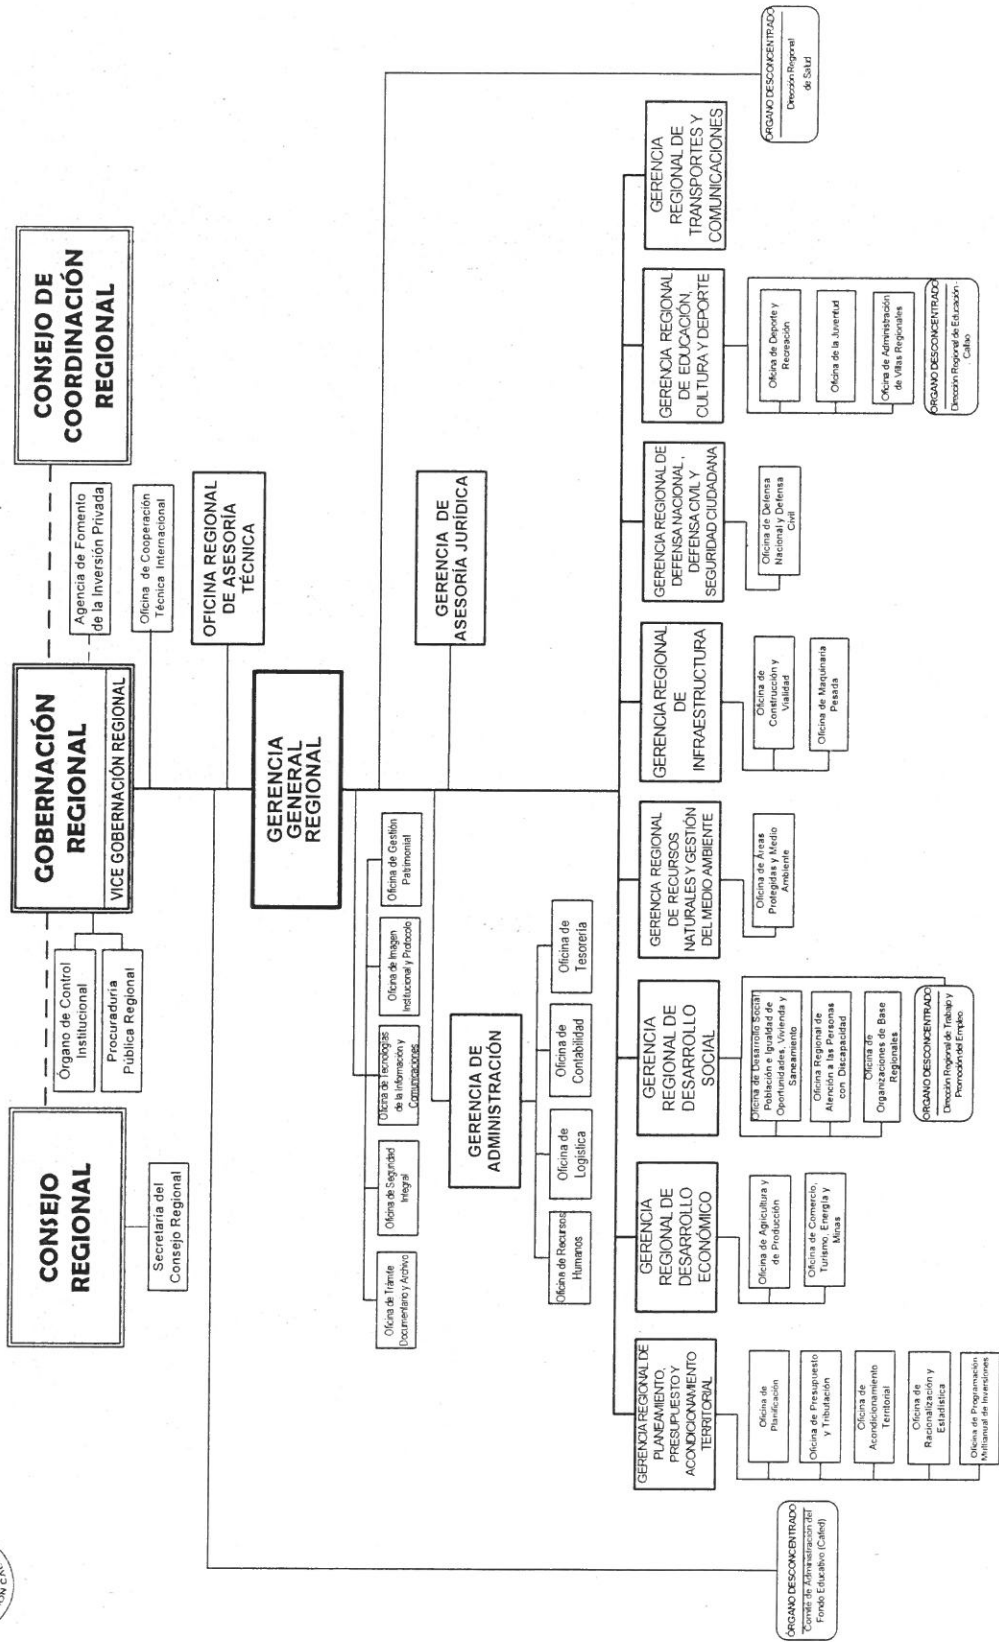 CONSEJO
REGIONAL
Secretaria del
Consejo Regional
GOBERNACIÓN
REGIONAL
VICE GOBERNACIÓN REGIONAL
CONSEJO DE
COORDINACIÓN
REGIONAL
Órgano de Control
Institucional
Procuraduría
Pública Regional
Agencia de Fomento
de la Inversión Privada
Oficina de Cooperación
Técnica Internacional
OFICINA REGIONAL
DE ASESORÍA
TÉCNICA
GERENCIA
GENERAL
REGIONAL
Oficina de Trámite
Documentario y Archivo
Oficina de Seguridad
Integral
Oficina de Tecnologías
de la Información y
Comunicaciones
Oficina de Imagen
Institucional y Protocolo
Oficina de Gestión
Patrimonial
GERENCIA DE
ADMINISTRACIÓN
GERENCIA DE
ASESORÍA JURÍDICA
Oficina de Recursos
Humanos
Oficina de
Logística
Oficina de
Contabilidad
Oficina de
Tesorería
GERENCIA REGIONAL DE
PLANEAMIENTO,
PRESUPUESTO Y
ACONDICIONAMIENTO
TERRITORIAL
Oficina de
Planificación
Oficina de Presupuesto
y Tributación
Oficina de
Acondicionamiento
Territorial
Oficina de
Racionalización y
Estadística
Oficina de Programación
Multianual de Inversiones
GERENCIA
REGIONAL DE
DESARROLLO
ECONÓMICO
Oficina de Agricultura y
de Producción
Oficina de Comercio,
Turismo, Energía y
Minas
GERENCIA
REGIONAL DE
DESARROLLO
SOCIAL
Oficina de Desarrollo Social
Población e Igualdad de
Oportunidades, Vivienda y
Saneamiento
Oficina Regional de
Atención a las Personas
con Discapacidad
Oficina de
Organizaciones de Base
Regionales
ORGANO DESCONCENTRADO
Dirección Regional de Trabajo y
Promoción del Empleo
GERENCIA REGIONAL
DE RECURSOS
NATURALES Y GESTIÓN
DEL MEDIO AMBIENTE
Oficina de Áreas
Protegidas y Medio
Ambiente
GERENCIA REGIONAL
DE
INFRAESTRUCTURA
Oficina de
Construcción y
Vialidad
Oficina de Maquinaria
Pesada
GERENCIA REGIONAL DE
DEFENSA NACIONAL,
DEFENSA CIVIL Y
SEGURIDAD CIUDADANA
Oficina de Defensa
Nacional y Defensa
Civil
GERENCIA REGIONAL
DE EDUCACIÓN,
CULTURA Y DEPORTE
Oficina de Deporte y
Recreación
Oficina de la Juventud
Oficina de Administración
de Villas Regionales
ORGANO DESCONCENTRADO
Dirección Regional de Educación -
Callao
GERENCIA
REGIONAL DE
TRANSPORTES Y
COMUNICACIONES
ÓRGANO DESCONCENTRADO
Comité de Administración del
Fondo Educativo (Cafed)
ÓRGANO DESCONCENTRADO
Dirección Regional
de Salud